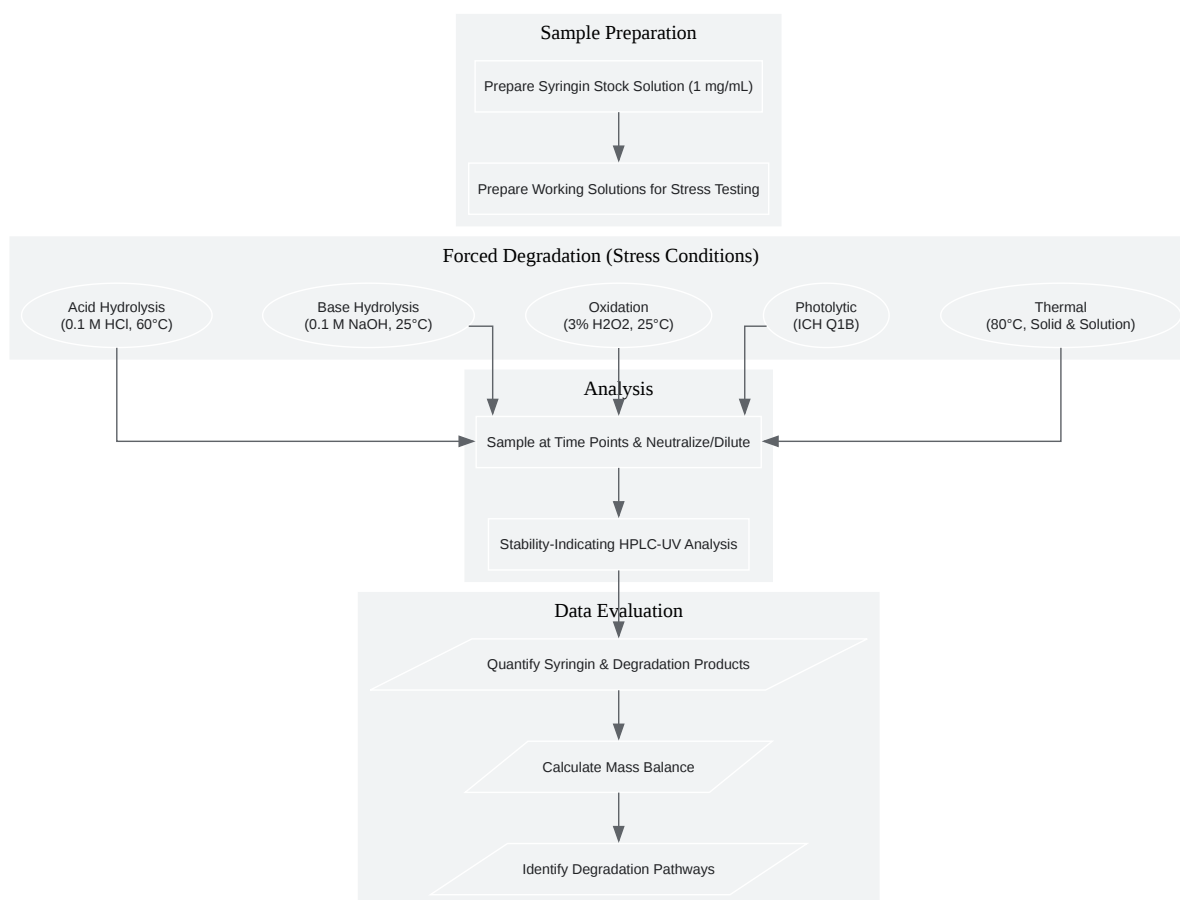 Sample Preparation
Prepare Syringin Stock Solution (1 mg/mL)
Prepare Working Solutions for Stress Testing
Forced Degradation (Stress Conditions)
Acid Hydrolysis
(0.1 M HCl, 60°C)
Base Hydrolysis
(0.1 M NaOH, 25°C)
Oxidation
(3% H2O2, 25°C)
Photolytic
(ICH Q1B)
Thermal
(80°C, Solid & Solution)
Analysis
Sample at Time Points & Neutralize/Dilute
Stability-Indicating HPLC-UV Analysis
Data Evaluation
Quantify Syringin & Degradation Products
Calculate Mass Balance
Identify Degradation Pathways